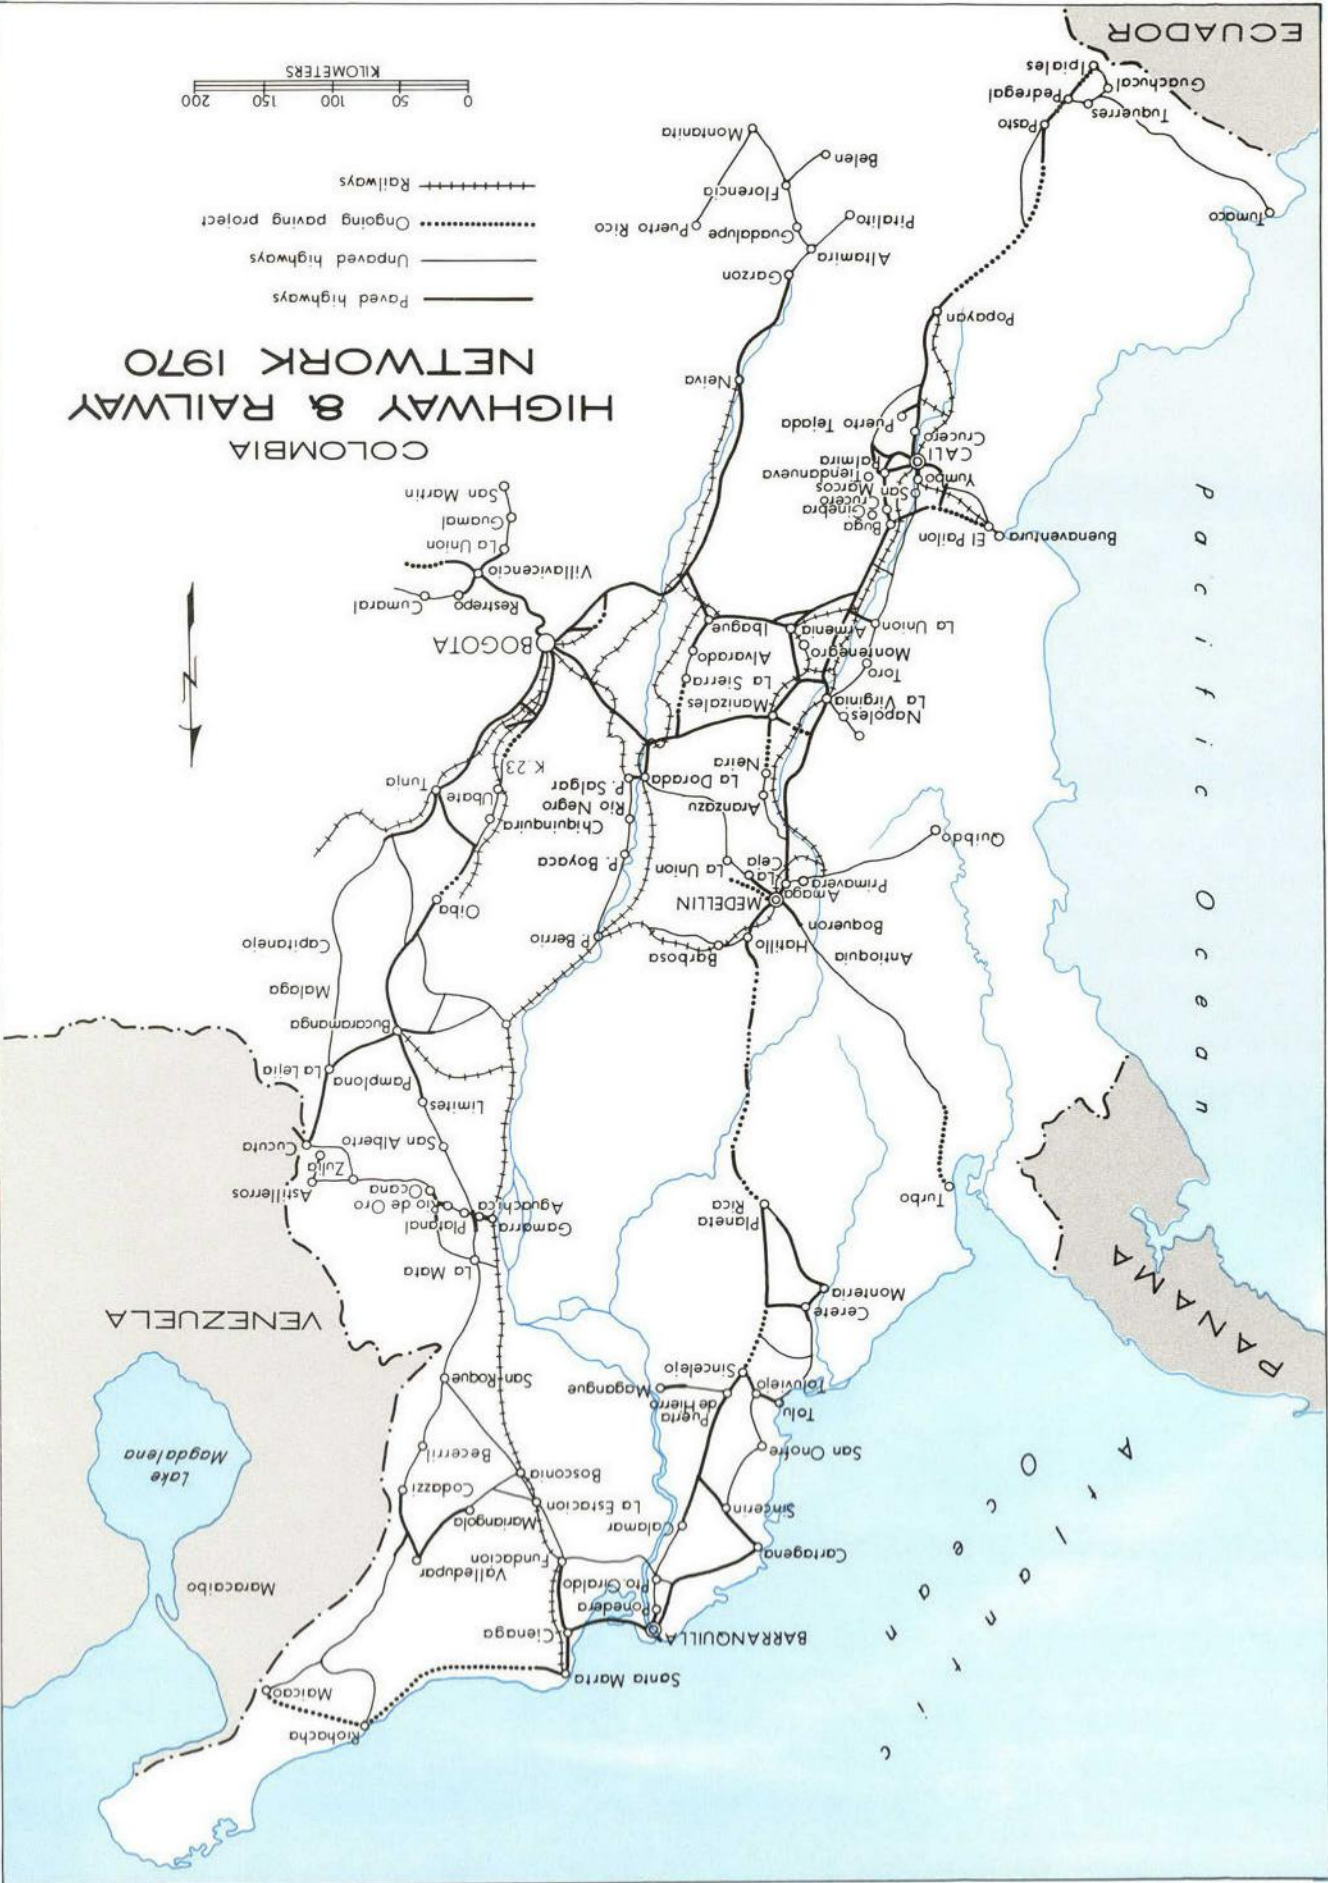 COLOMBIA
HIGHWAY & RAILWAY
NETWORK 1970
Paved highways
Unpaved highways
Ongoing paving project
Railways
0 50 100 150 200
KILOMETERS
Atlantic
Ocean
Pacific Ocean
PANAMA
VENEZUELA
ECUADOR
Lake
Magdalena
Maracaibo
Riohacha
Maicao
Santa Marta
BARRANQUILLA
Cienaga
Ponedera
Pto. Giraldo
Cartagena
Fundacion
Valledupar
Calamar
Sincerin
La Estacion
Mariangola
Codazzi
Bosconia
San Onofre
Becerril
Tolu
Puerta
de Hierro
Toluviejo
Magangue
Sincelejo
San Roque
Cerete
Monteria
La Mata
Planeta
Rica
Gamarra
Aguachica
Platanal
Rio de Oro
Ocana
Turbo
Astillerros
Zulia
Cucuta
San Alberto
Limites
Pamplona
La Lejia
Bucaramanga
Malaga
Capitanejo
Antioquia
Hatillo
Barbosa
P. Berrio
Boqueron
MEDELLIN
Oiba
Amaga
Primavera
La
Ceja
La Union
P. Boyaca
Quibdo
Chiquinquira
Rio Negro
Aranzazu
P. Salgar
La Dorada
Ubate
Tunja
Neira
K.23
N
Napoles
La Virginia
Manizales
La Sierra
Toro
Montenegro
Alvarado
BOGOTA
La Union
Armenia
Ibague
Restrepo
Cumaral
Villavicencio
La Union
Guamal
San Martin
Buenaventura
El Pailon
Buga
Ginebra
Crucero
San Marcos
Yumbo
Tiendanueva
CALI
Palmira
Crucero
Puerto Tejada
Neiva
Popayan
Garzon
Altamira
Guadalupe
Puerto Rico
Pitalito
Florencia
Belen
Montanita
Tumaco
Pasto
Tuquerres
Pedregal
Guachucal
Ipiales